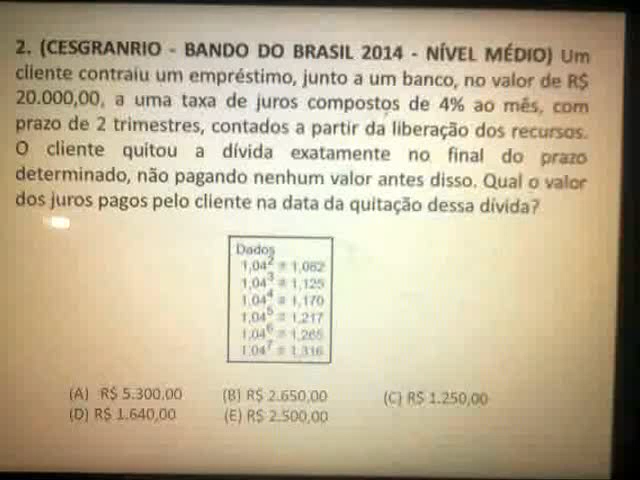 2. (CESGRANRIO - BANDO DO BRASIL 2014 - NÍVEL MÉDIO) Um
cliente contraiu um empréstimo, junto a um banco, no valor de R$
20.000,00, a uma taxa de juros compostos de 4% ao mês, com
prazo de 2 trimestres, contados a partir da liberação dos recursos.
O cliente quitou a dívida exatamente no final do prazo
determinado, não pagando nenhum valor antes disso. Qual o valor
dos juros pagos pelo cliente na data da quitação dessa dívida?
Dados
1,04² = 1,082
1,04³ = 1,125
1,04⁴ = 1,170
1,04⁵ = 1,217
1,04⁶ = 1,265
1,04⁷ = 1,316
(A) R$ 5.300,00 (B) R$ 2.650,00 (C) R$ 1.250,00
(D) R$ 1.640,00 (E) R$ 2.500,00